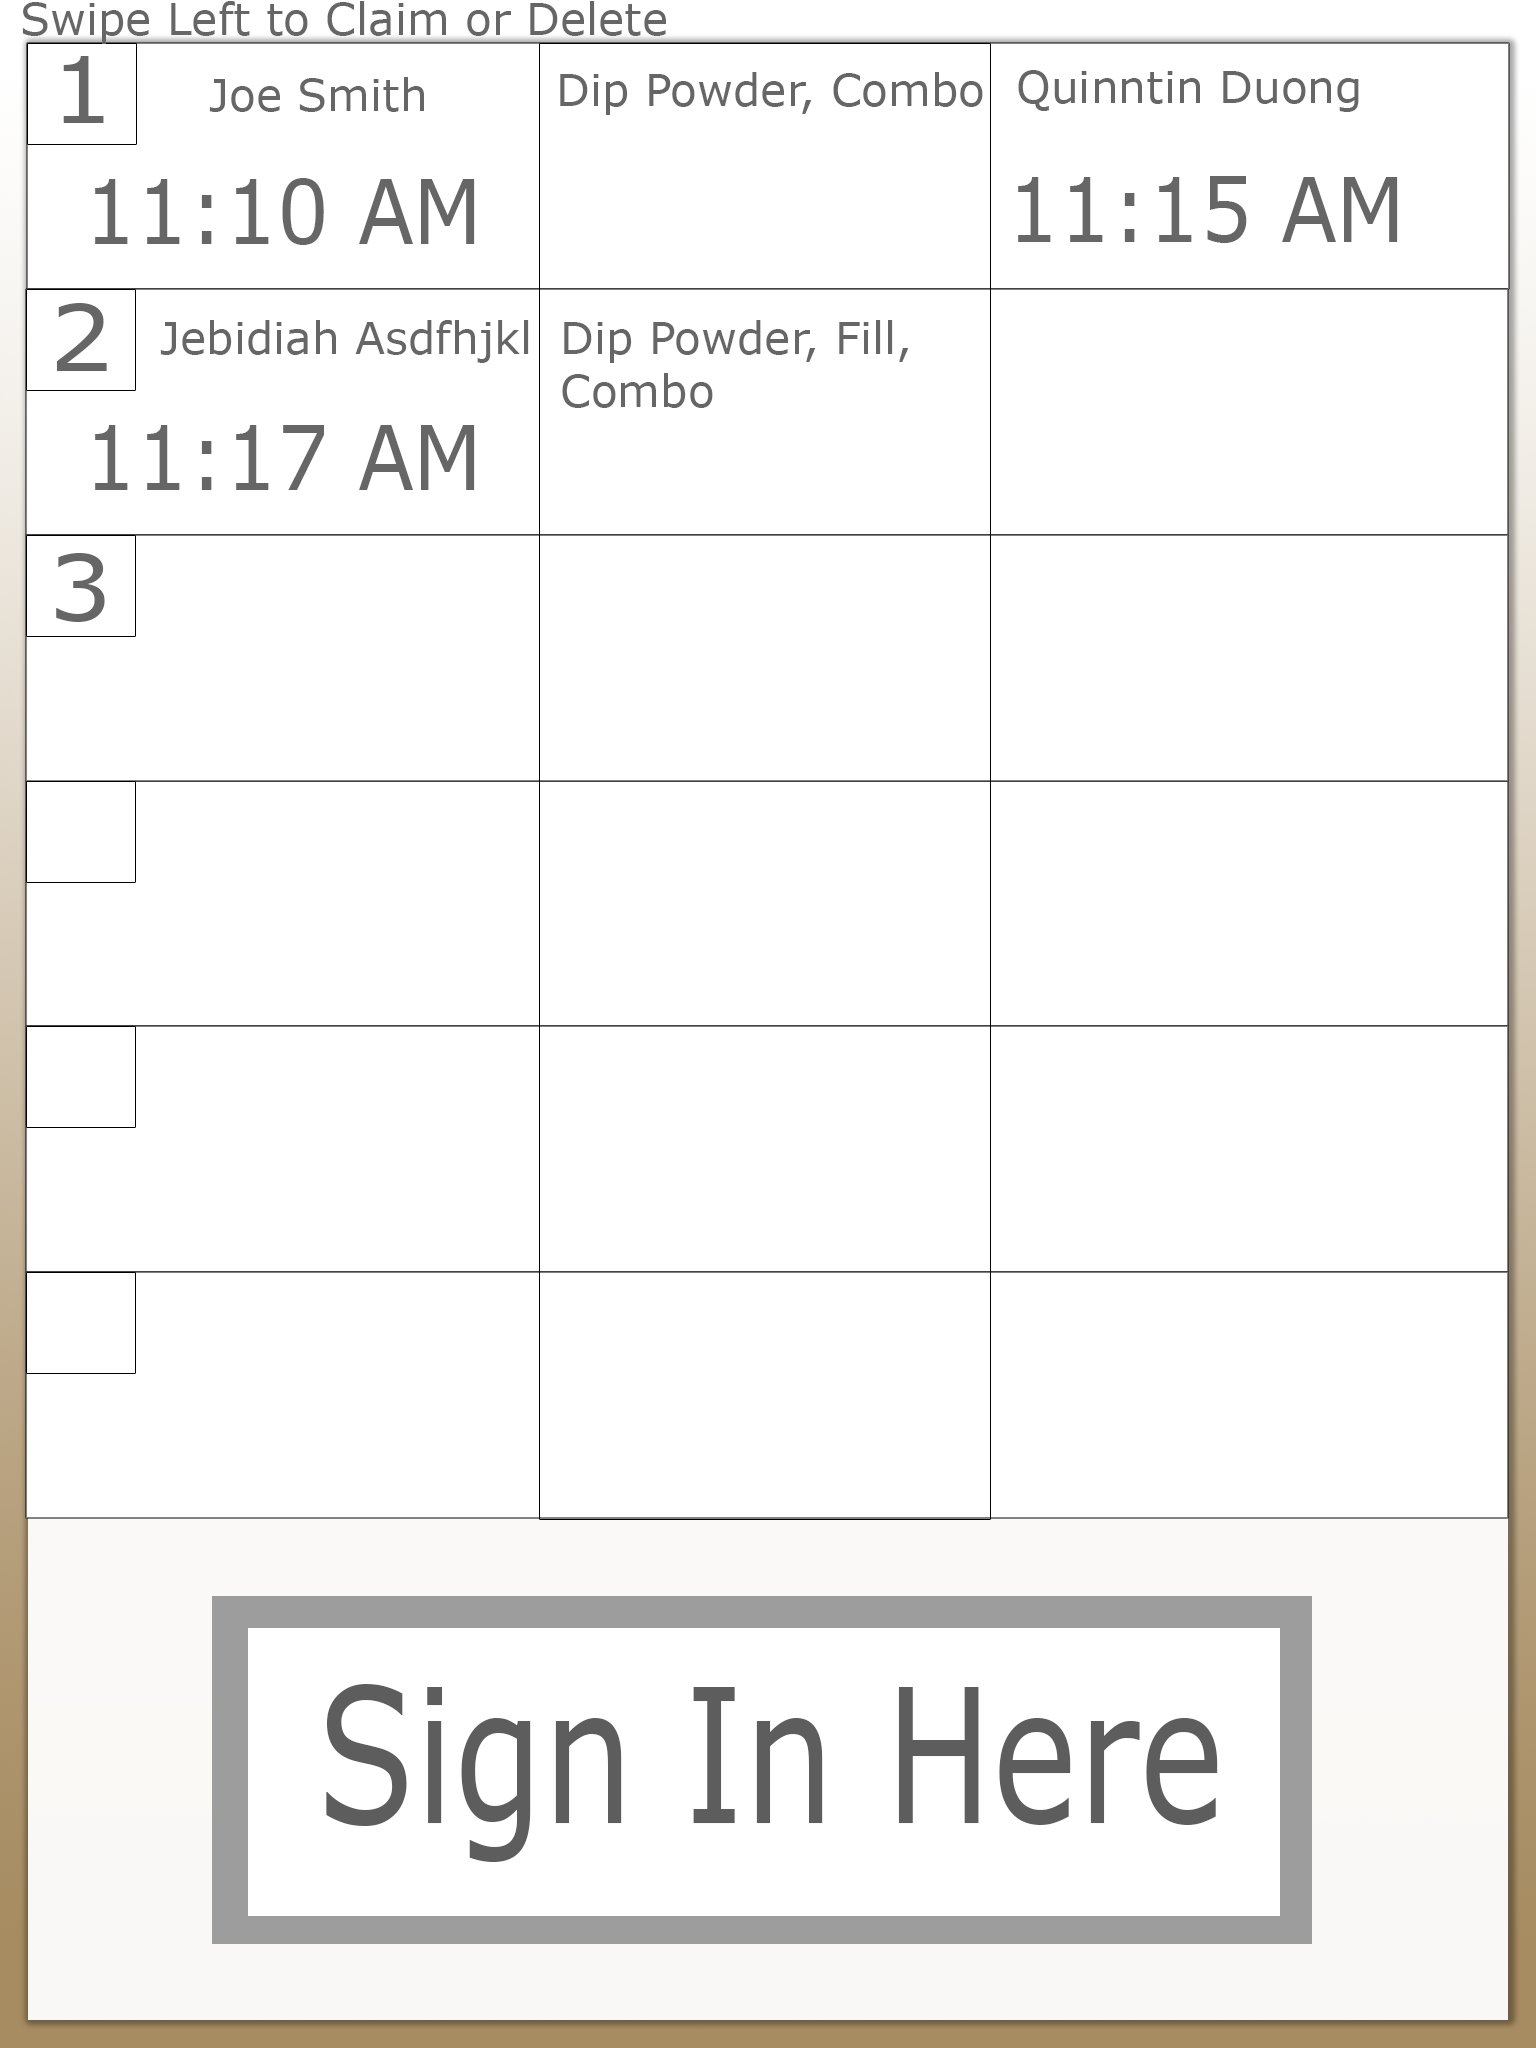 Swipe Left to Claim or Delete
1
Joe Smith
11:10 AM
Dip Powder, Combo
Quinntin Duong
11:15 AM
2
Jebidiah Asdfhjkl
11:17 AM
Dip Powder, Fill,
Combo
3
Sign In Here